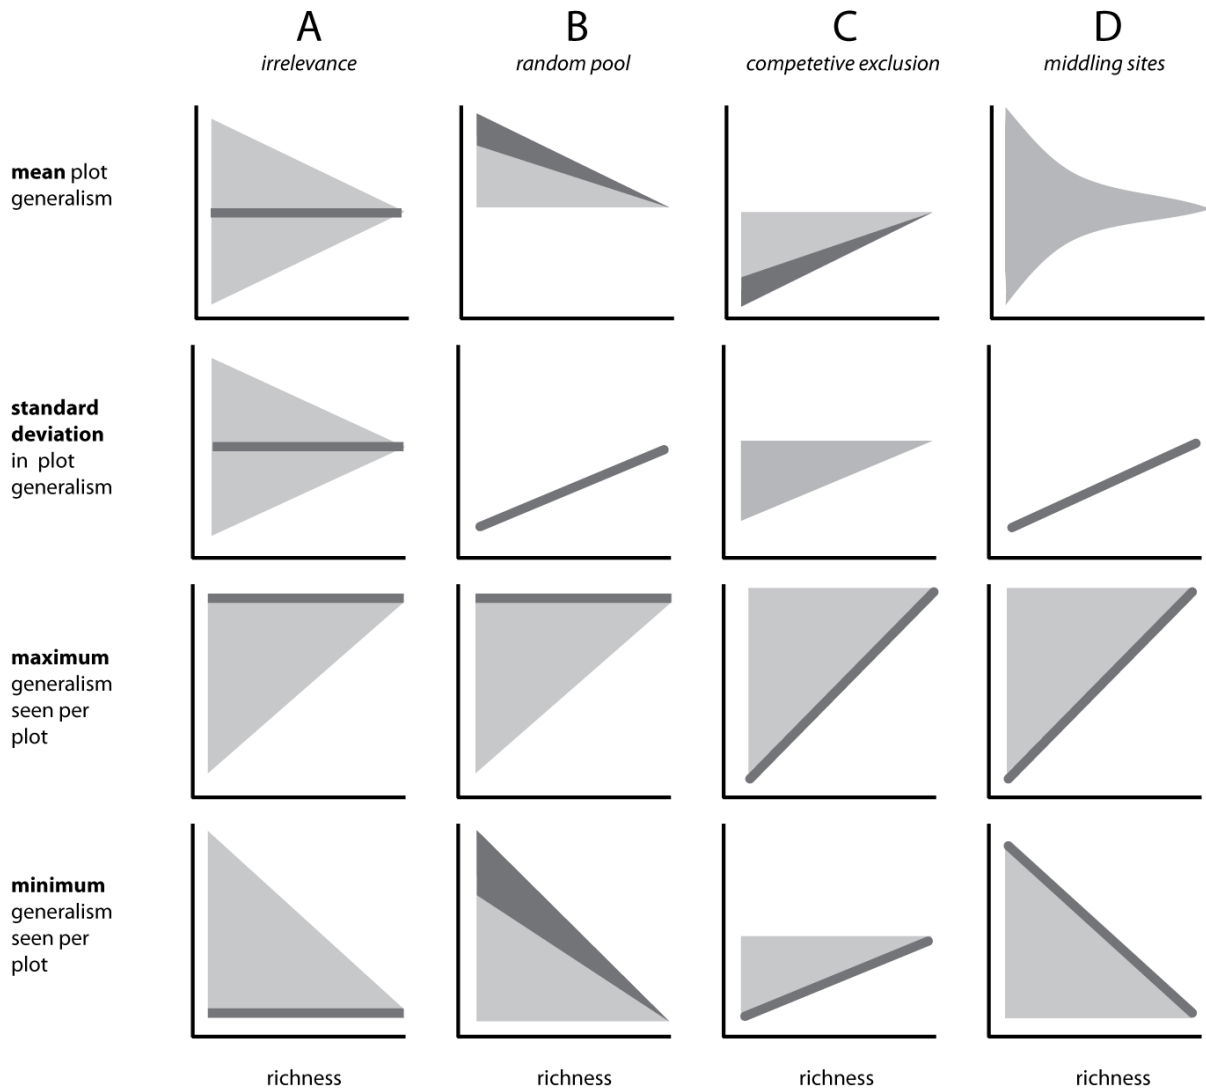 A B C D
irrelevance random pool competetive exclusion middling sites
mean plot
generalism
standard
deviation
in plot
generalism
maximum
generalism
seen per
plot
minimum
generalism
seen per
plot
richness richness richness richness